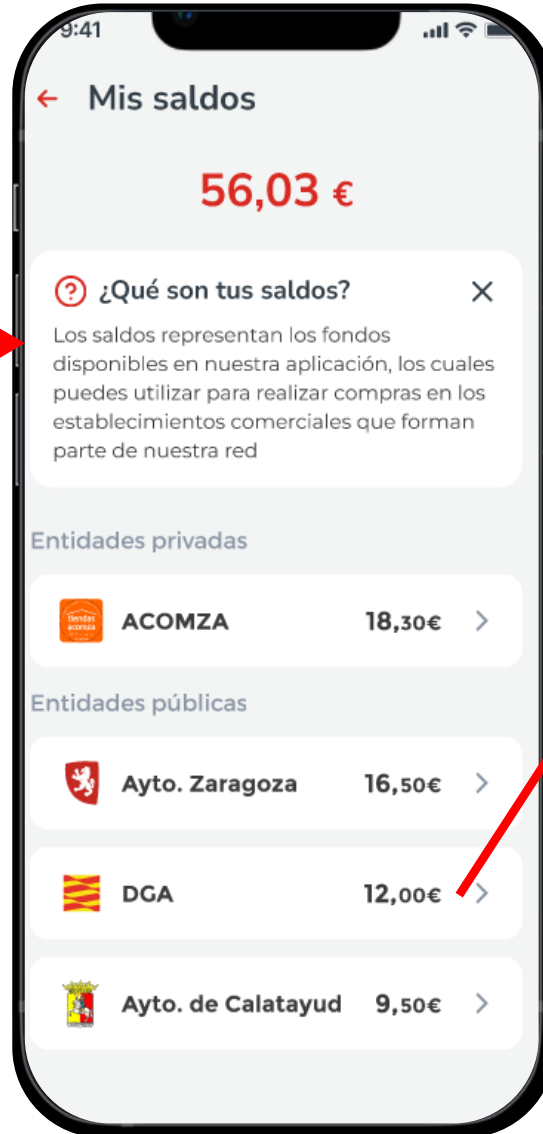 9:41
Mis saldos
56,03 €
¿Qué son tus saldos?
Los saldos representan los fondos
disponibles en nuestra aplicación, los cuales
puedes utilizar para realizar compras en los
establecimientos comerciales que forman
parte de nuestra red
Entidades privadas
tiendas
acomza
ACOMZA 18,30€
Entidades públicas
Ayto. Zaragoza 16,50€
DGA 12,00€
Ayto. de Calatayud 9,50€